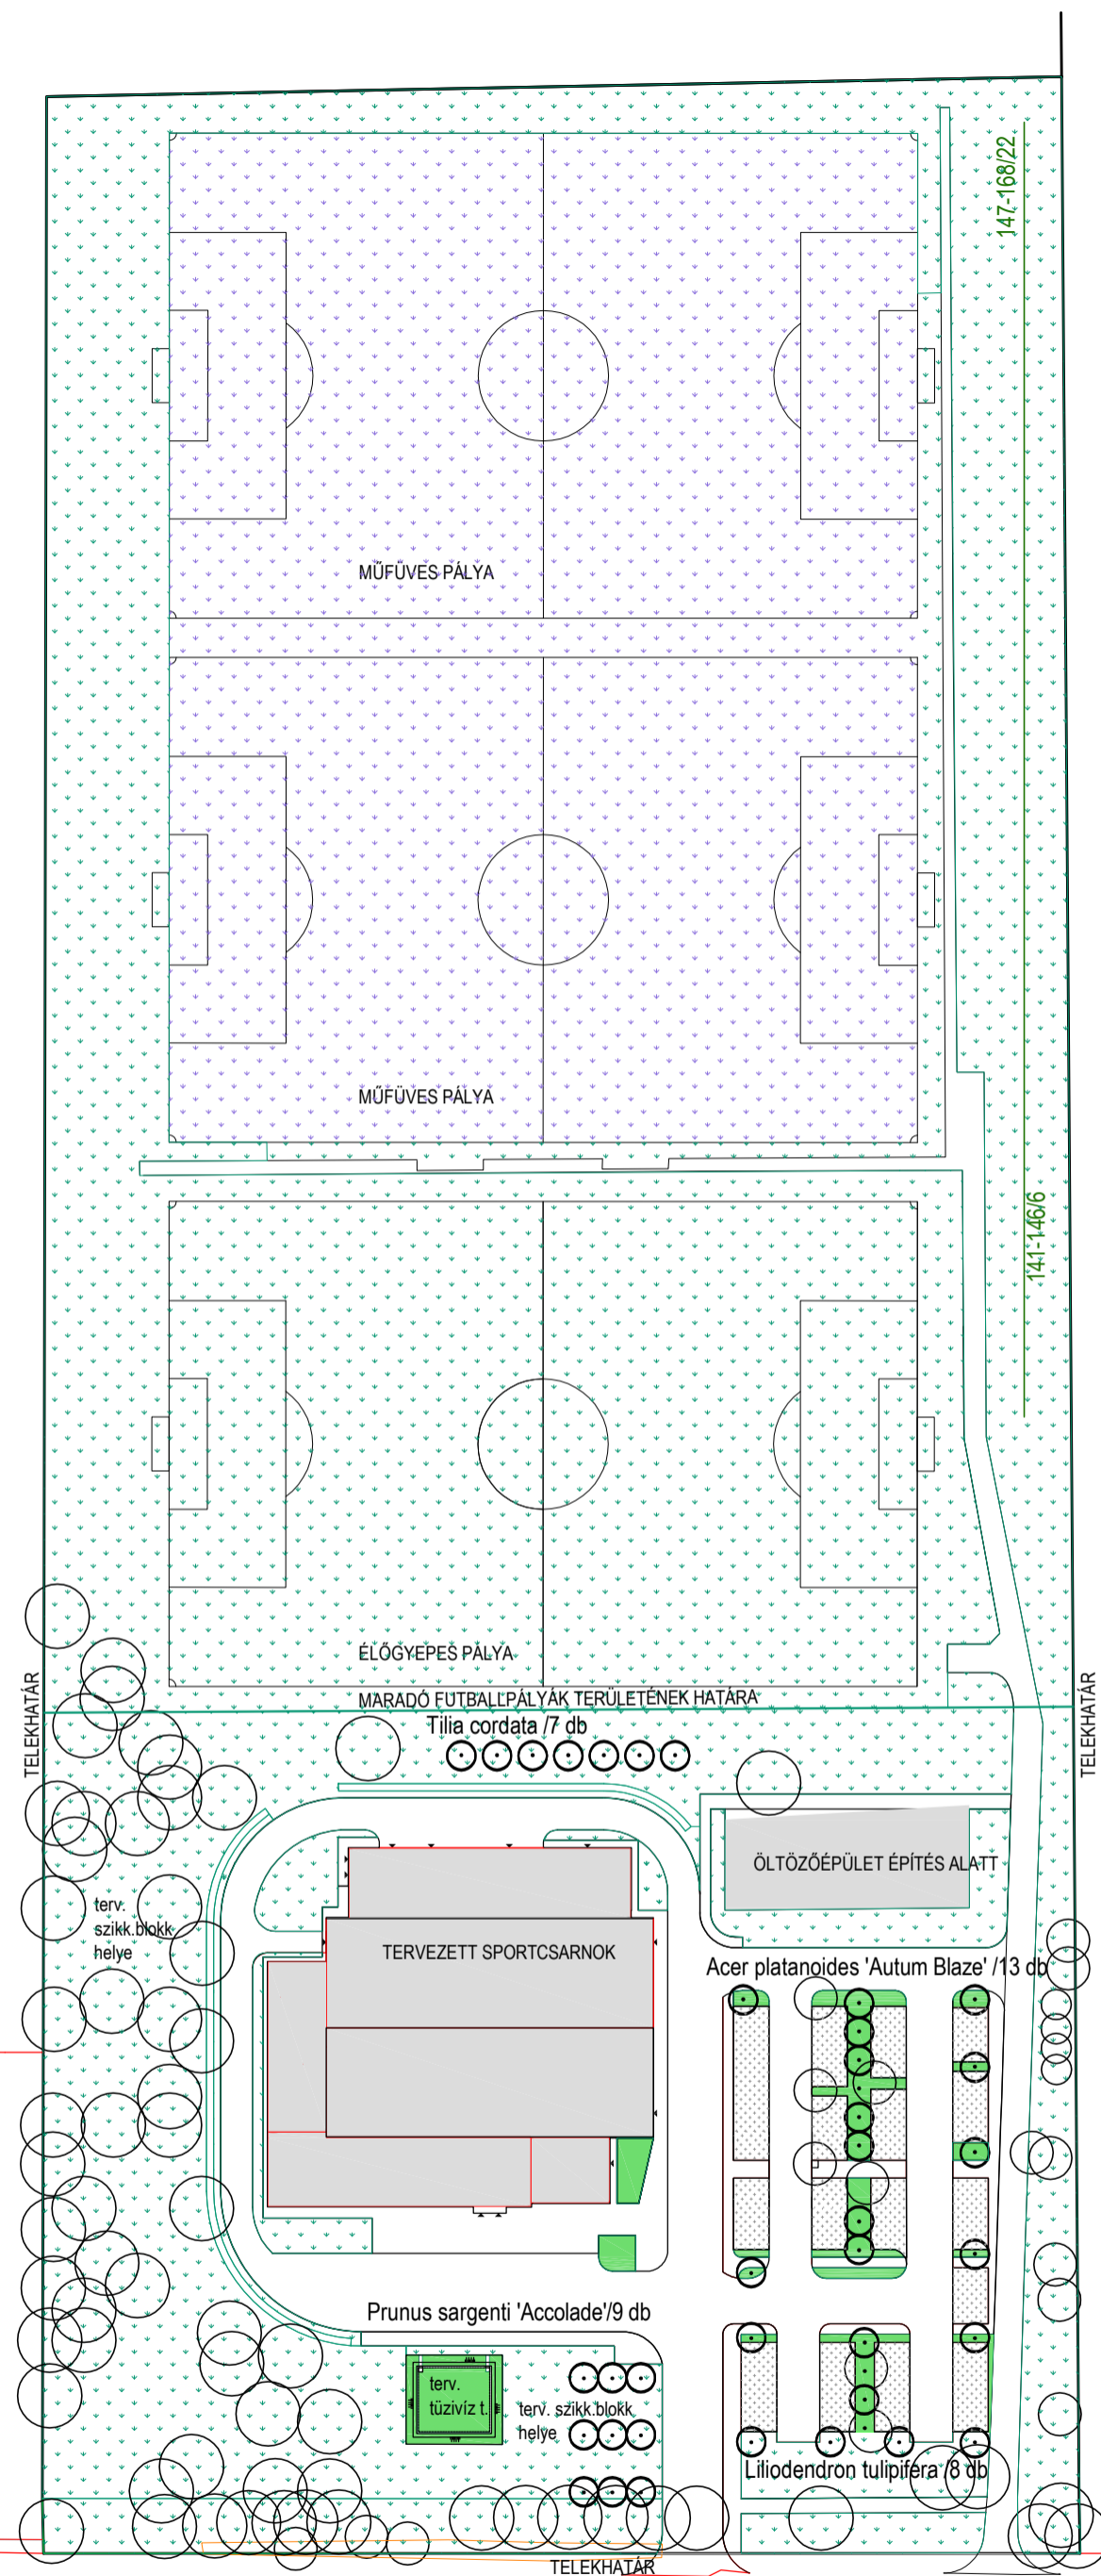 147-168/22
MŰFÜVES PÁLYA
MŰFÜVES PÁLYA
141-146/6
ÉLŐGYEPES PÁLYA
MARADÓ FUTBALLPÁLYÁK TERÜLETÉNEK HATÁRA
TELEKHATÁR
TELEKHATÁR
Tilia cordata /7 db
ÖLTÖZŐÉPÜLET ÉPÍTÉS ALATT
terv.
szikk.blokk
helye
TERVEZETT SPORTCSARNOK
Acer platanoides 'Autum Blaze' /13 db
Prunus sargenti 'Accolade'/9 db
terv.
tüzivíz t.
terv. szikk.blokk
helye
Liliodendron tulipifera /8 db
TELEKHATÁR